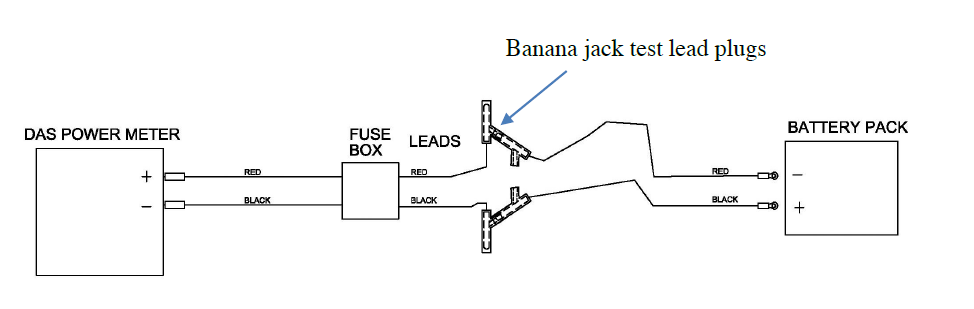 Banana jack test lead plugs
DAS POWER METER
FUSE
BOX
LEADS
BATTERY PACK
+
RED
RED
RED
−
−
BLACK
BLACK
BLACK
+